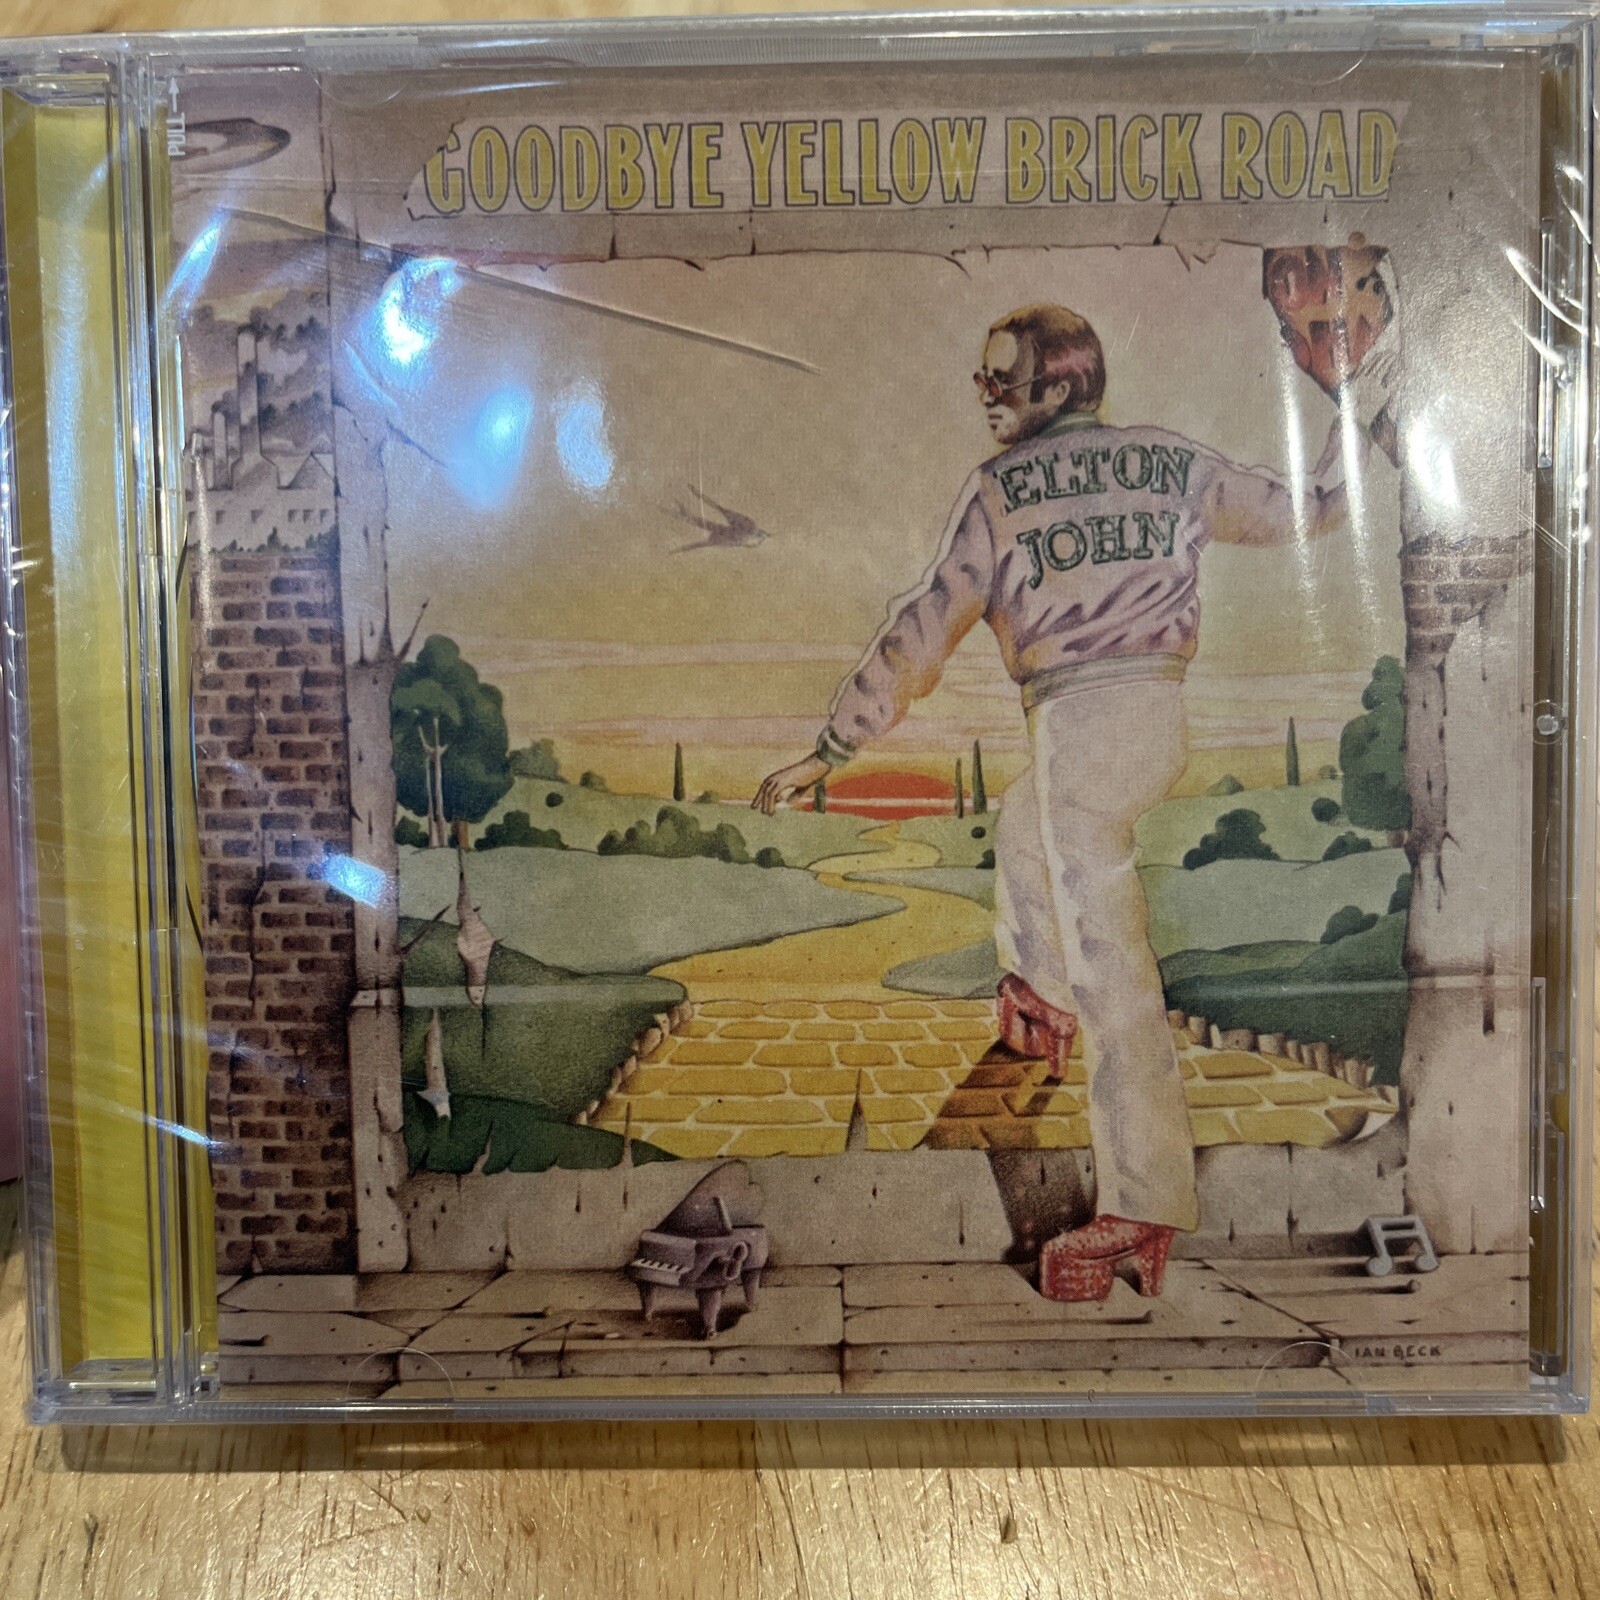 PULL
GOODBYE YELLOW BRICK ROAD
ELTON
JOHN
IAN BECK